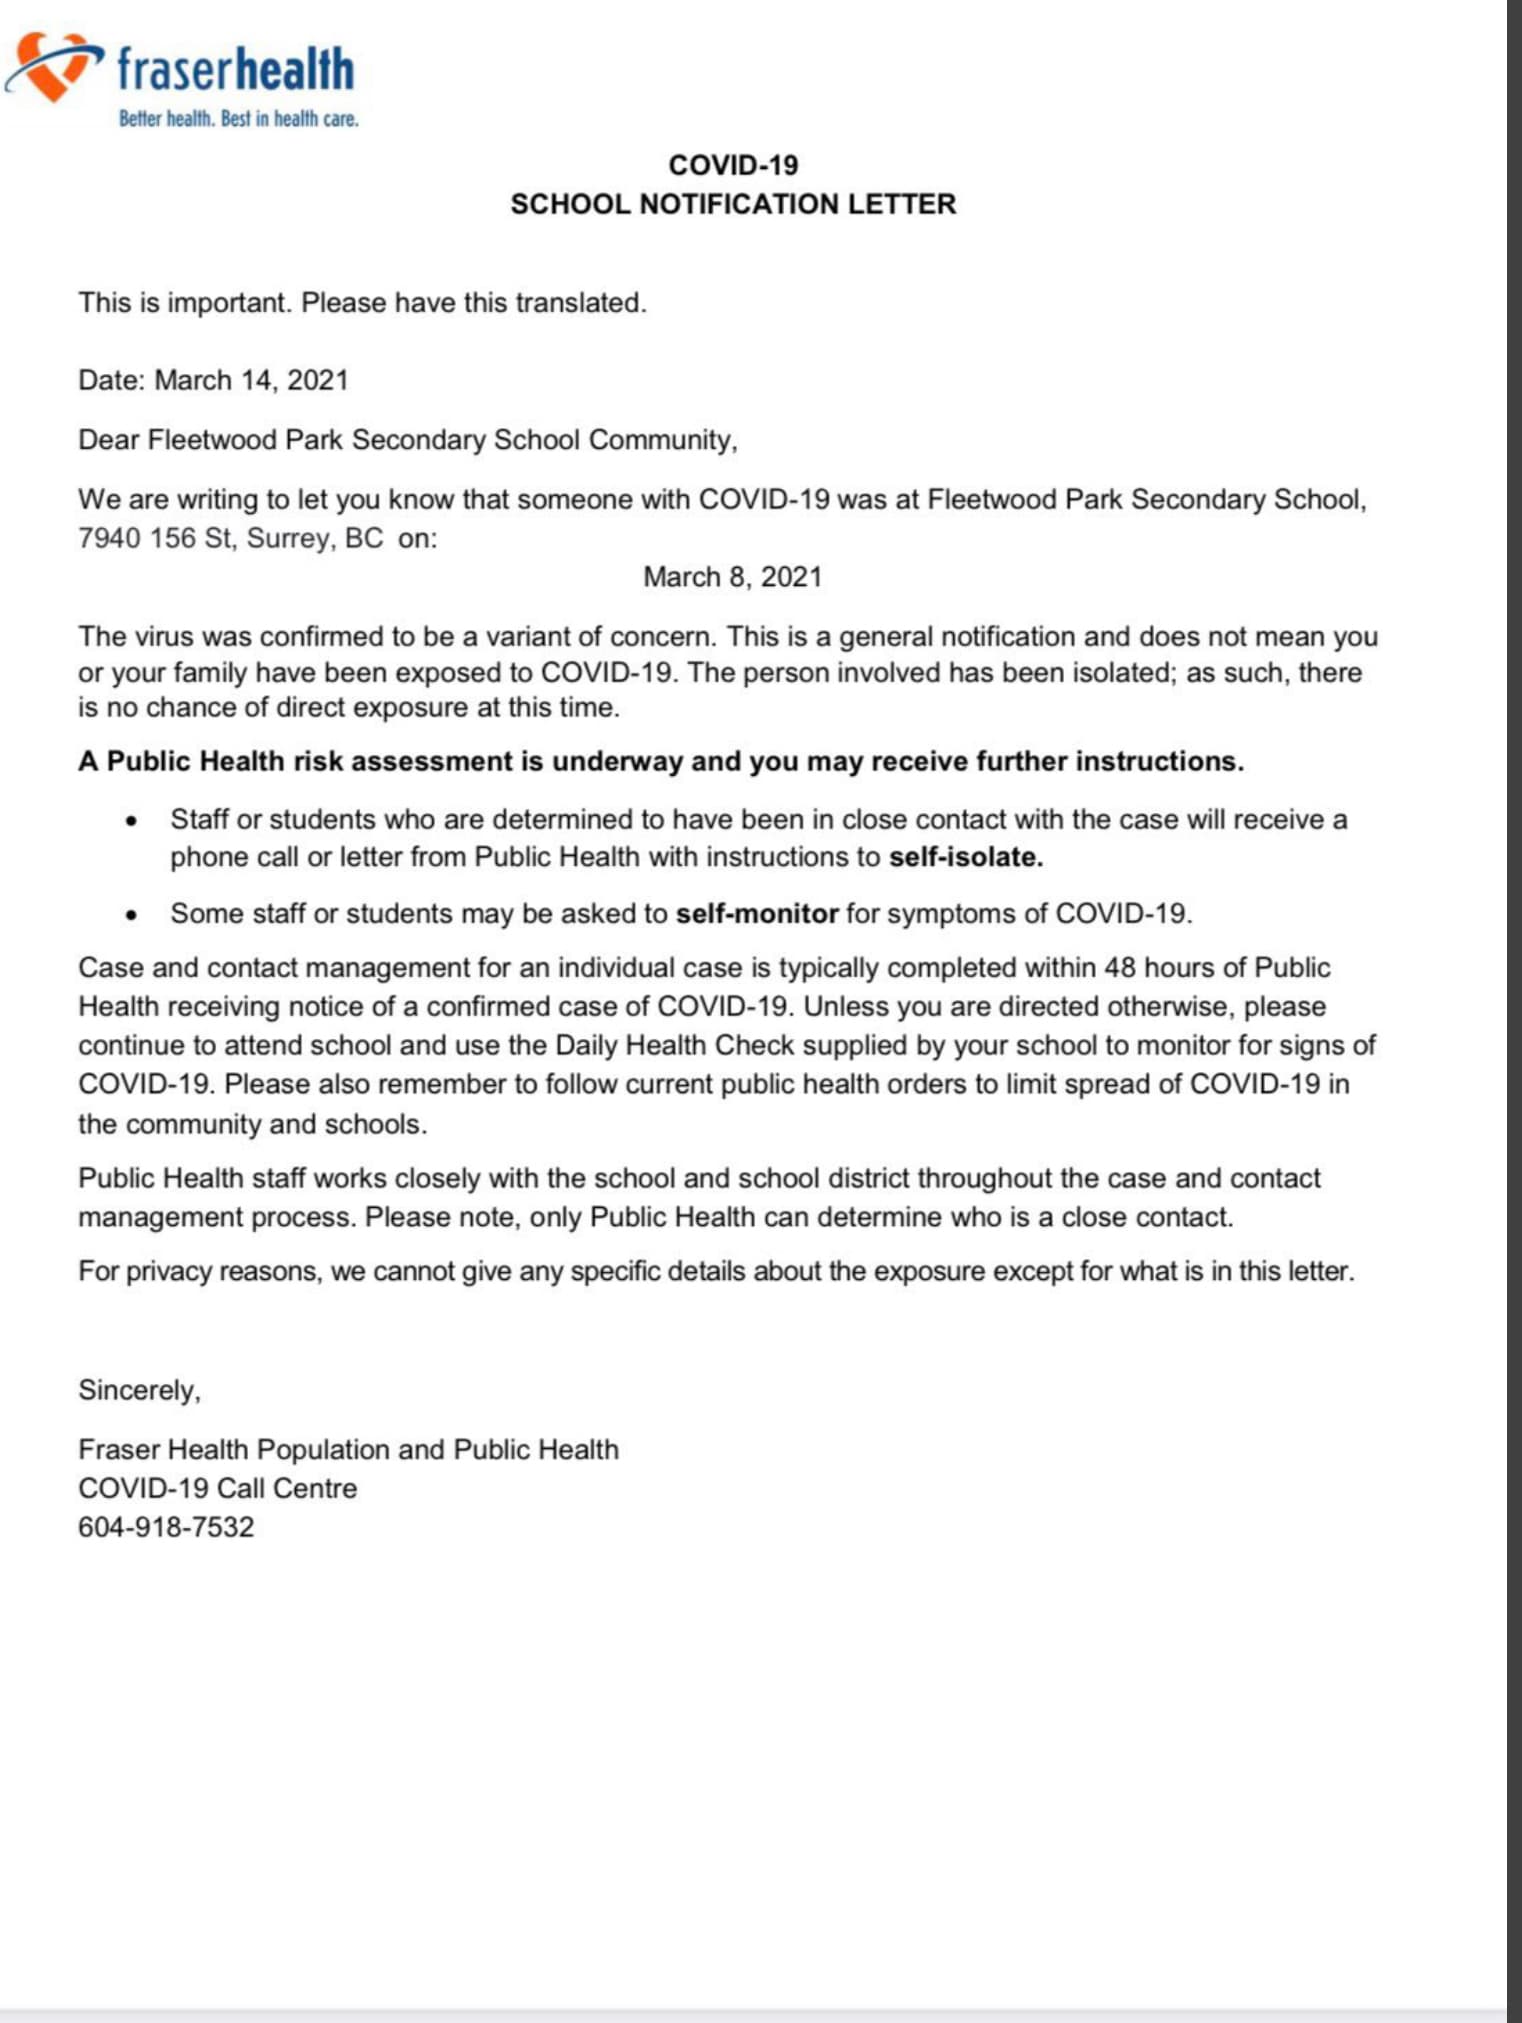 fraserhealth
Better health. Best in health care.
COVID-19
SCHOOL NOTIFICATION LETTER
This is important. Please have this translated.
Date: March 14, 2021
Dear Fleetwood Park Secondary School Community,
We are writing to let you know that someone with COVID-19 was at Fleetwood Park Secondary School,
7940 156 St, Surrey, BC on:
March 8, 2021
The virus was confirmed to be a variant of concern. This is a general notification and does not mean you
or your family have been exposed to COVID-19. The person involved has been isolated; as such, there
is no chance of direct exposure at this time.
A Public Health risk assessment is underway and you may receive further instructions.
• Staff or students who are determined to have been in close contact with the case will receive a
phone call or letter from Public Health with instructions to self-isolate.
• Some staff or students may be asked to self-monitor for symptoms of COVID-19.
Case and contact management for an individual case is typically completed within 48 hours of Public
Health receiving notice of a confirmed case of COVID-19. Unless you are directed otherwise, please
continue to attend school and use the Daily Health Check supplied by your school to monitor for signs of
COVID-19. Please also remember to follow current public health orders to limit spread of COVID-19 in
the community and schools.
Public Health staff works closely with the school and school district throughout the case and contact
management process. Please note, only Public Health can determine who is a close contact.
For privacy reasons, we cannot give any specific details about the exposure except for what is in this letter.
Sincerely,
Fraser Health Population and Public Health
COVID-19 Call Centre
604-918-7532